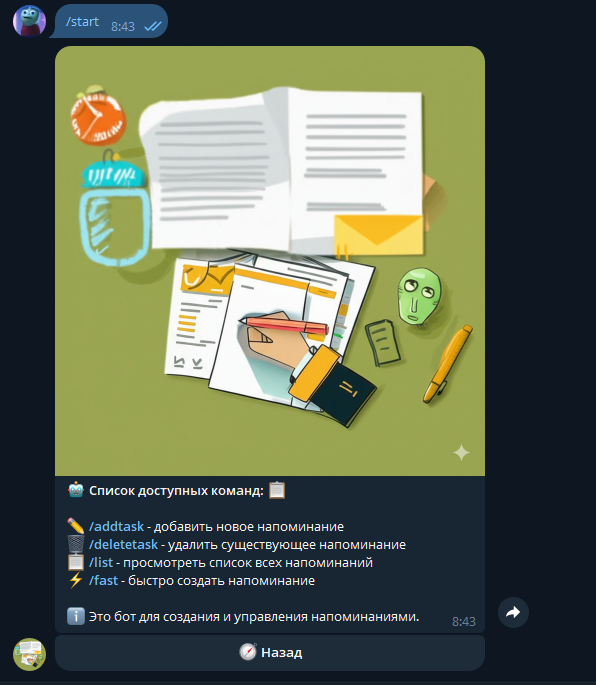 /start 8:43
Список доступных команд:
/addtask - добавить новое напоминание
/deletetask - удалить существующее напоминание
/list - просмотреть список всех напоминаний
/fast - быстро создать напоминание
Это бот для создания и управления напоминаниями. 8:43
Назад